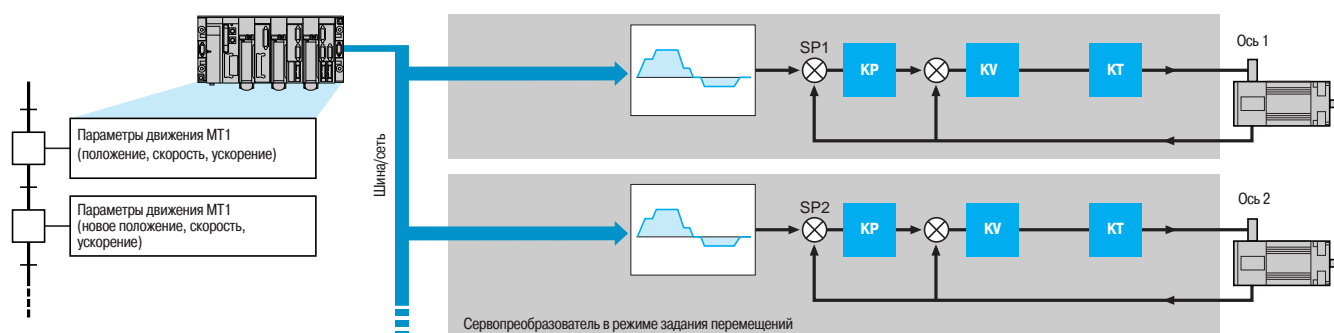 SP1
KP
KV
KT
Ось 1
Параметры движения МТ1
(положение, скорость, ускорение)
Шина/сеть
Параметры движения МТ1
(новое положение, скорость,
ускорение)
SP2
KP
KV
KT
Ось 2
Сервопреобразователь в режиме задания перемещений